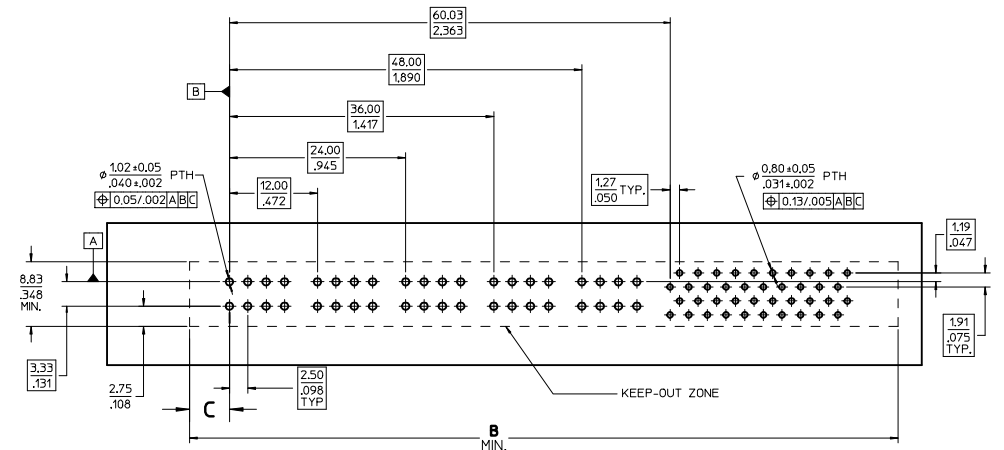 60.03
2.363
48.00
1.890
B
36.00
1.417
24.00
.945
⌀ 1.02±0.05 PTH
.040±.002
⌖ 0.05/.002 A B C
12.00
.472
1.27 TYP.
.050
⌀ 0.80±0.05 PTH
.031±.002
⌖ 0.13/.005 A B C
1.19
.047
A
8.83
.348
MIN.
3.33
.131
2.75
.108
C
2.50
.098
TYP
KEEP-OUT ZONE
1.91
.075
TYP.
B
MIN.